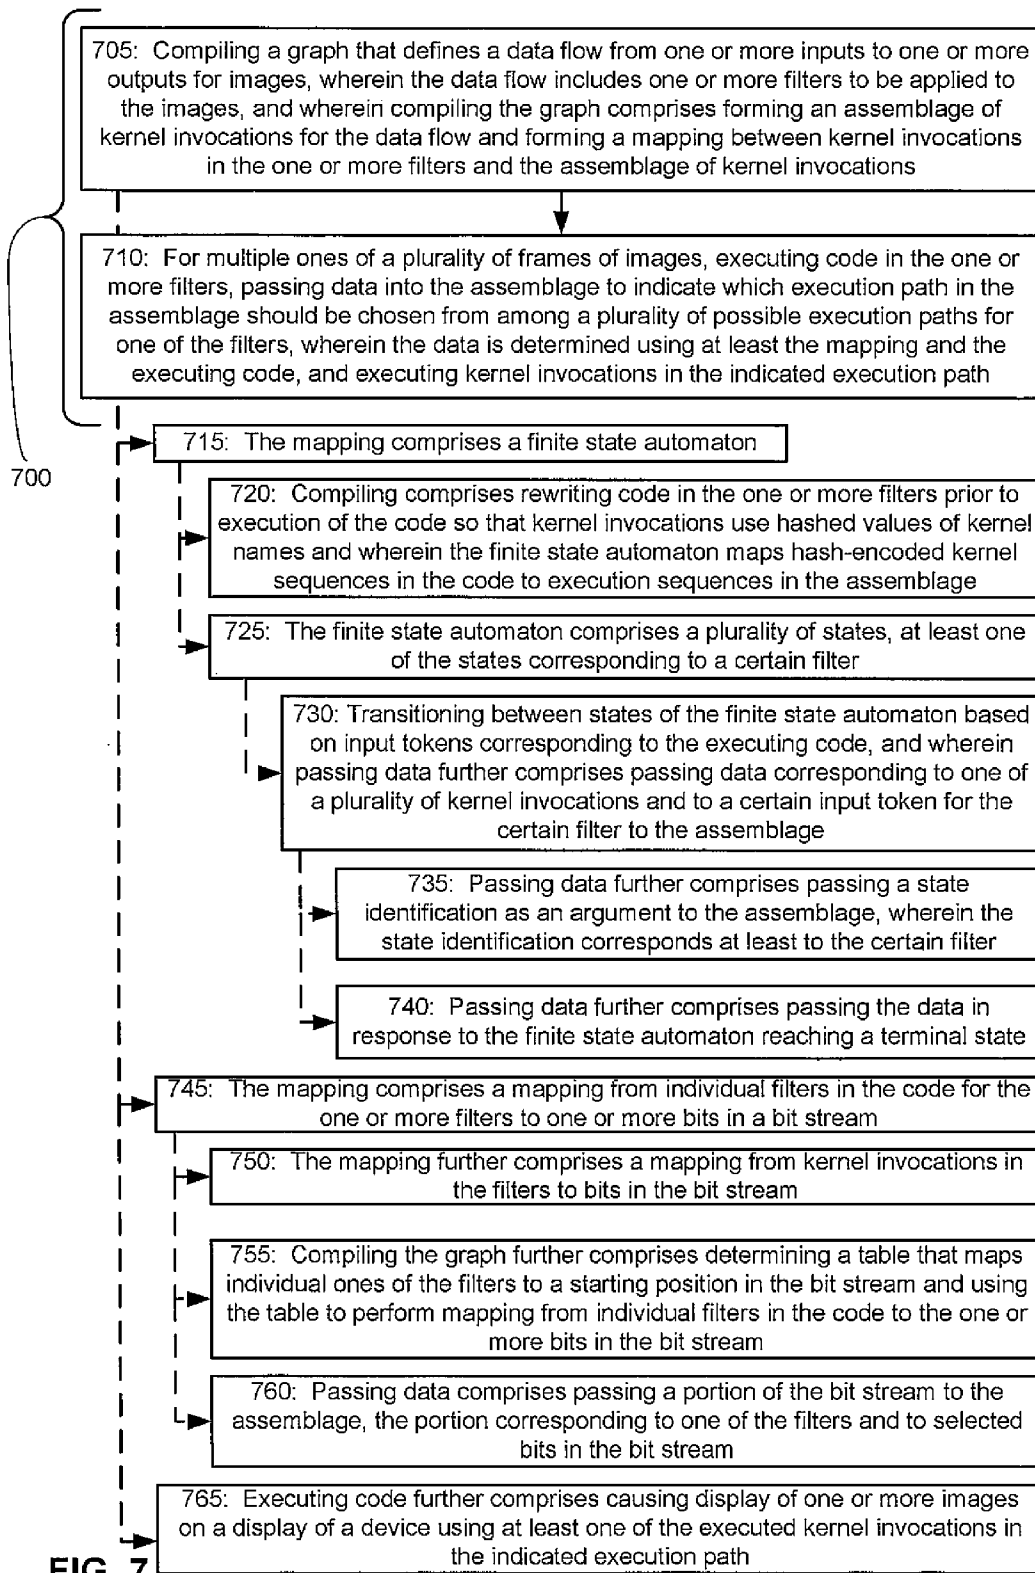 705: Compiling a graph that defines a data flow from one or more inputs to one or more
outputs for images, wherein the data flow includes one or more filters to be applied to
the images, and wherein compiling the graph comprises forming an assemblage of
kernel invocations for the data flow and forming a mapping between kernel invocations
in the one or more filters and the assemblage of kernel invocations
710: For multiple ones of a plurality of frames of images, executing code in the one or
more filters, passing data into the assemblage to indicate which execution path in the
assemblage should be chosen from among a plurality of possible execution paths for
one of the filters, wherein the data is determined using at least the mapping and the
executing code, and executing kernel invocations in the indicated execution path
700
715: The mapping comprises a finite state automaton
720: Compiling comprises rewriting code in the one or more filters prior to
execution of the code so that kernel invocations use hashed values of kernel
names and wherein the finite state automaton maps hash-encoded kernel
sequences in the code to execution sequences in the assemblage
725: The finite state automaton comprises a plurality of states, at least one
of the states corresponding to a certain filter
730: Transitioning between states of the finite state automaton based
on input tokens corresponding to the executing code, and wherein
passing data further comprises passing data corresponding to one of
a plurality of kernel invocations and to a certain input token for the
certain filter to the assemblage
735: Passing data further comprises passing a state
identification as an argument to the assemblage, wherein the
state identification corresponds at least to the certain filter
740: Passing data further comprises passing the data in
response to the finite state automaton reaching a terminal state
745: The mapping comprises a mapping from individual filters in the code for the
one or more filters to one or more bits in a bit stream
750: The mapping further comprises a mapping from kernel invocations in
the filters to bits in the bit stream
755: Compiling the graph further comprises determining a table that maps
individual ones of the filters to a starting position in the bit stream and using
the table to perform mapping from individual filters in the code to the one or
more bits in the bit stream
760: Passing data comprises passing a portion of the bit stream to the
assemblage, the portion corresponding to one of the filters and to selected
bits in the bit stream
765: Executing code further comprises causing display of one or more images
on a display of a device using at least one of the executed kernel invocations in
the indicated execution path
FIG. 7